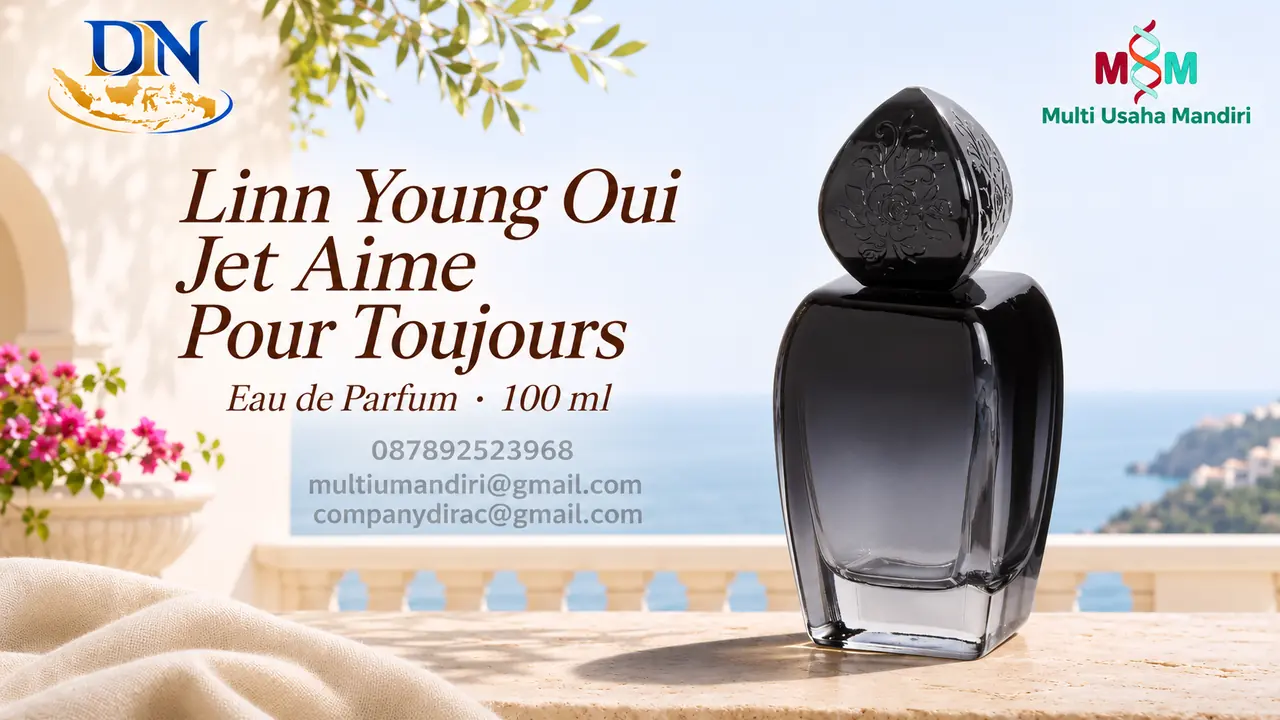 DN
MSM
Multi Usaha Mandiri
Linn Young Oui
Jet Aime
Pour Toujours
Eau de Parfum · 100 ml
087892523968
multiumandiri@gmail.com
companydirac@gmail.com